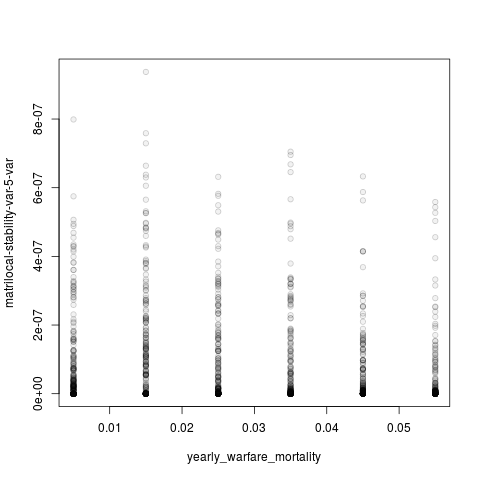 matrilocal-stability-var-5-var
8e-07
6e-07
4e-07
2e-07
0e+00
0.01 0.02 0.03 0.04 0.05
yearly_warfare_mortality